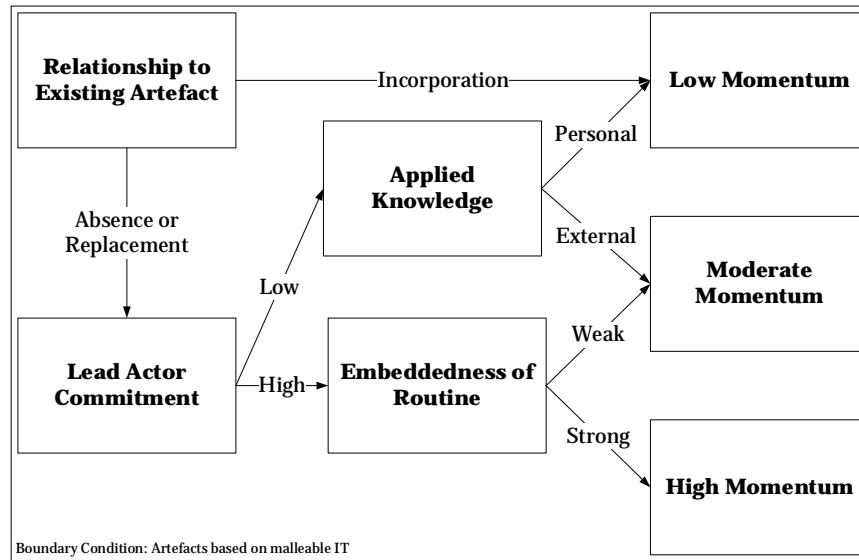 Relationship to
Existing Artefact
Incorporation
Low Momentum
Personal
Applied
Knowledge
Absence or
Replacement
External
Moderate
Momentum
Low
Weak
Lead Actor
Commitment
High
Embeddedness of
Routine
Strong
High Momentum
Boundary Condition: Artefacts based on malleable IT